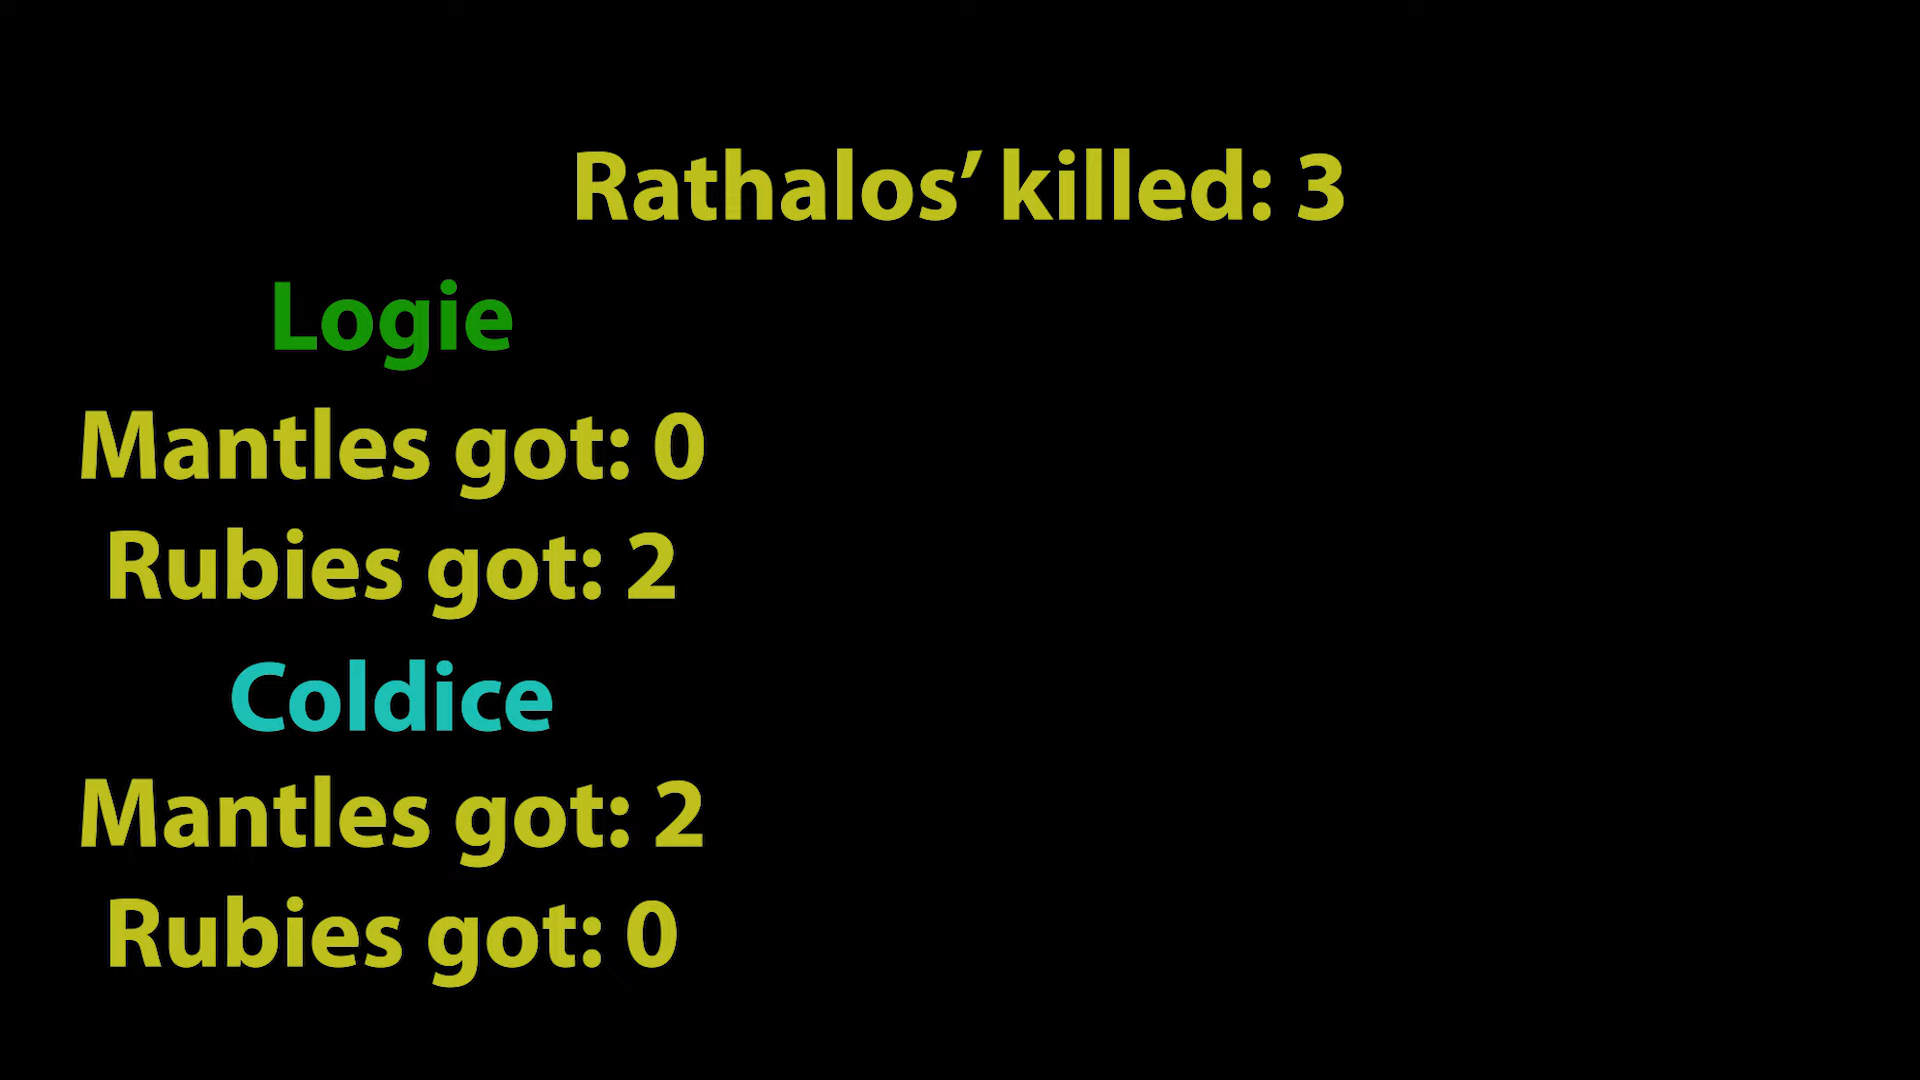 Rathalos’ killed: 3
Logie
Mantles got: 0
Rubies got: 2
Coldice
Mantles got: 2
Rubies got: 0